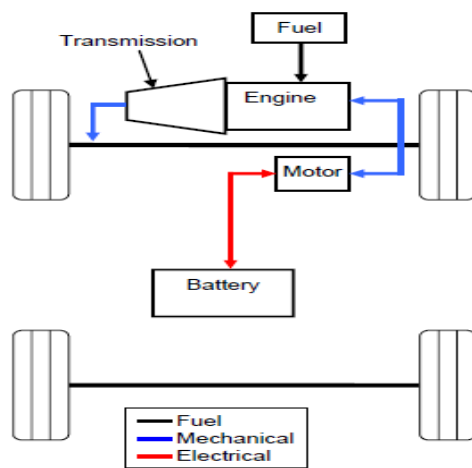 Fuel
Transmission
Engine
Motor
Battery
Fuel
Mechanical
Electrical